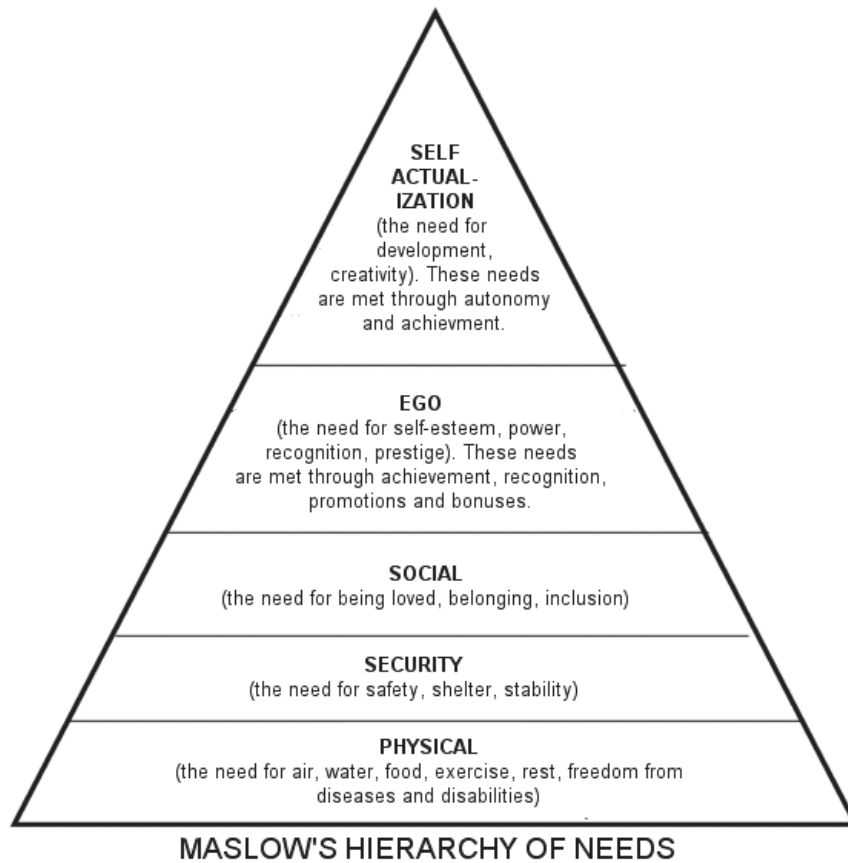 SELF
ACTUAL-
IZATION
(the need for
development,
creativity). These needs
are met through autonomy
and achievment.
EGO
(the need for self-esteem, power,
recognition, prestige). These needs
are met through achievement, recognition,
promotions and bonuses.
SOCIAL
(the need for being loved, belonging, inclusion)
SECURITY
(the need for safety, shelter, stability)
PHYSICAL
(the need for air, water, food, exercise, rest, freedom from
diseases and disabilities)
MASLOW'S HIERARCHY OF NEEDS